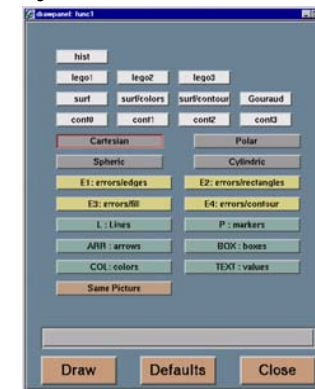 drawpanel: func1
hist
lego1 lego2 lego3
surf surf/colors surf/contour Gouraud
cont0 cont1 cont2 cont3
Cartesian Polar
Spheric Cylindric
E1: errors/edges E2: errors/rectangles
E3: errors/fill E4: errors/contour
L : Lines P : markers
ARR : arrows BOX : boxes
COL : colors TEXT : values
Same Picture
Draw Defaults Close